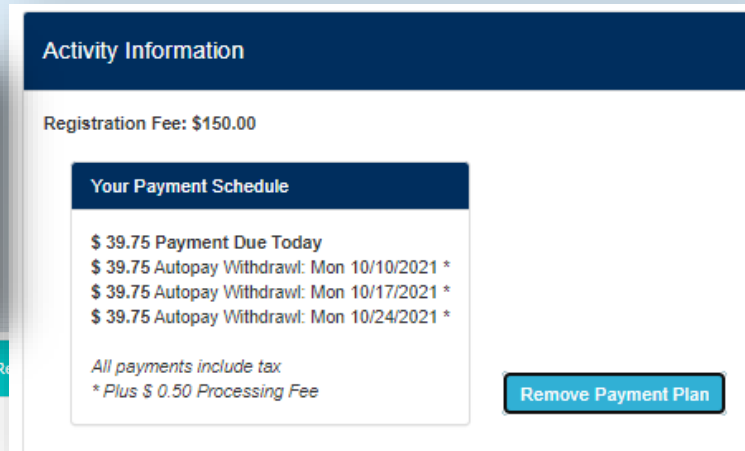 Activity Information
Registration Fee: $150.00
Your Payment Schedule
$ 39.75 Payment Due Today
$ 39.75 Autopay Withdrawl: Mon 10/10/2021 *
$ 39.75 Autopay Withdrawl: Mon 10/17/2021 *
$ 39.75 Autopay Withdrawl: Mon 10/24/2021 *
All payments include tax
* Plus $ 0.50 Processing Fee
Remove Payment Plan